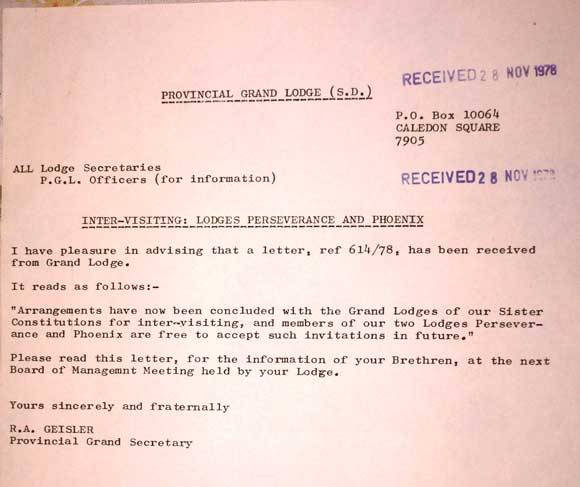 RECEIVED 28 NOV 1978
PROVINCIAL GRAND LODGE (S.D.)
P.O. Box 10064
CALEDON SQUARE
7905
ALL Lodge Secretaries
P.G.L. Officers (for information)
RECEIVED 28 NOV 1978
INTER-VISITING: LODGES PERSEVERANCE AND PHOENIX
I have pleasure in advising that a letter, ref 614/78, has been received
from Grand Lodge.
It reads as follows:-
"Arrangements have now been concluded with the Grand Lodges of our Sister
Constitutions for inter-visiting, and members of our two Lodges Persever-
ance and Phoenix are free to accept such invitations in future."
Please read this letter, for the information of your Brethren, at the next
Board of Managemnt Meeting held by your Lodge.
Yours sincerely and fraternally
R.A. GEISLER
Provincial Grand Secretary